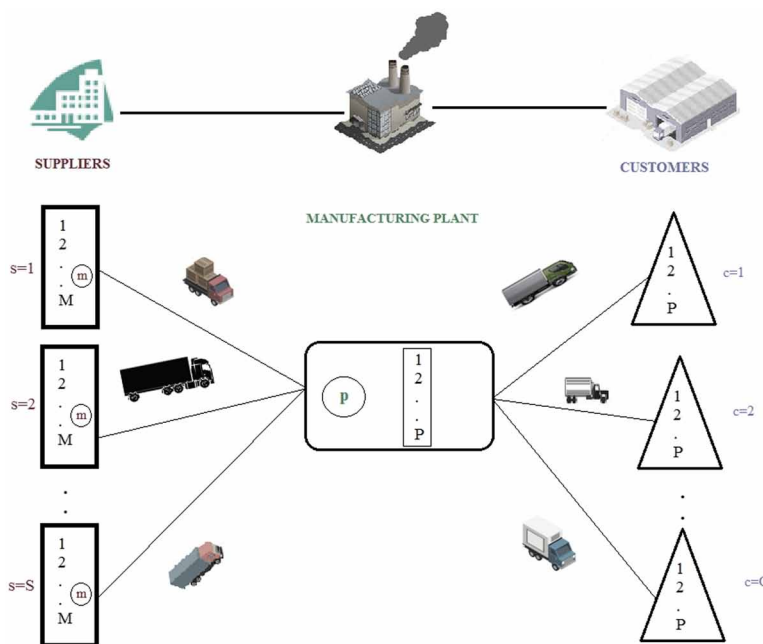 SUPPLIERS
CUSTOMERS
MANUFACTURING PLANT
s=1
1
2
.
.
M
m
1
2
.
P
c=1
s=2
1
2
.
.
M
m
p
1
2
.
.
P
1
2
.
P
c=2
.
.
.
.
s=S
1
2
.
.
M
m
1
2
.
P
c=C